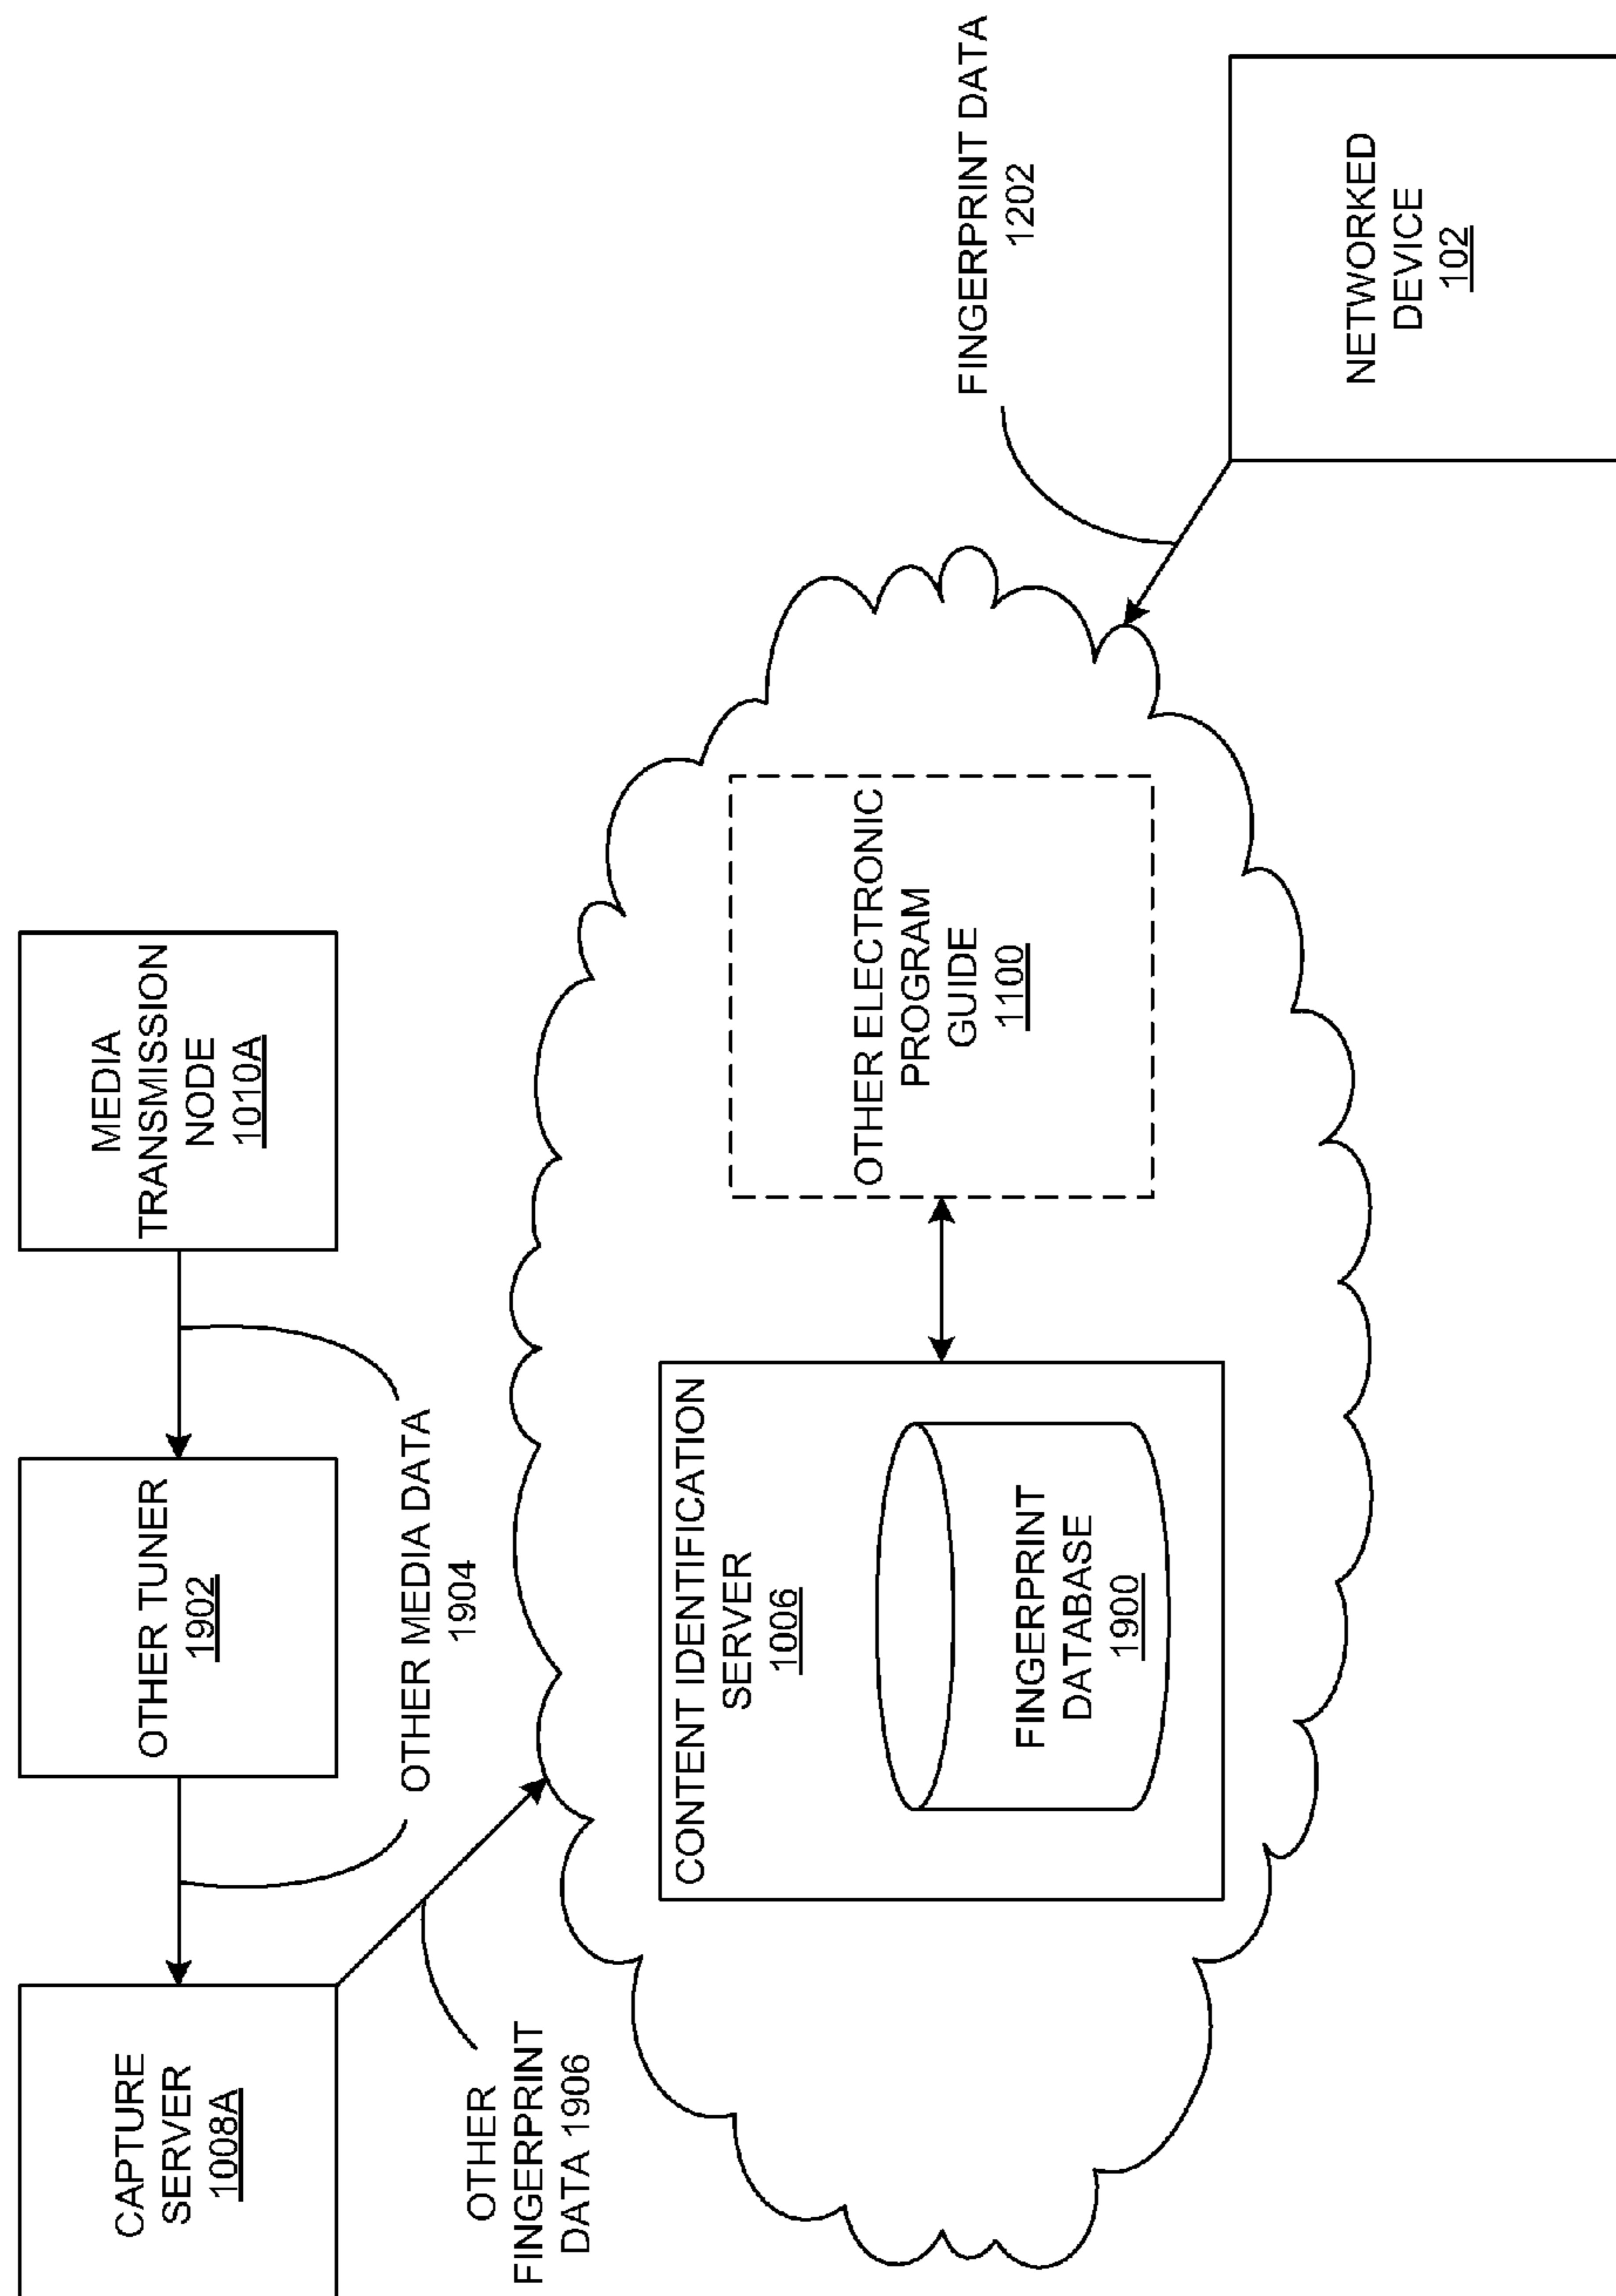 CAPTURE
SERVER
1008A
OTHER TUNER
1902
MEDIA
TRANSMISSION
NODE
1010A
OTHER MEDIA DATA
1904
OTHER
FINGERPRINT
DATA 1906
CONTENT IDENTIFICATION
SERVER
1006
FINGERPRINT
DATABASE
1900
OTHER ELECTRONIC
PROGRAM
GUIDE
1100
FINGERPRINT DATA
1202
NETWORKED
DEVICE
102